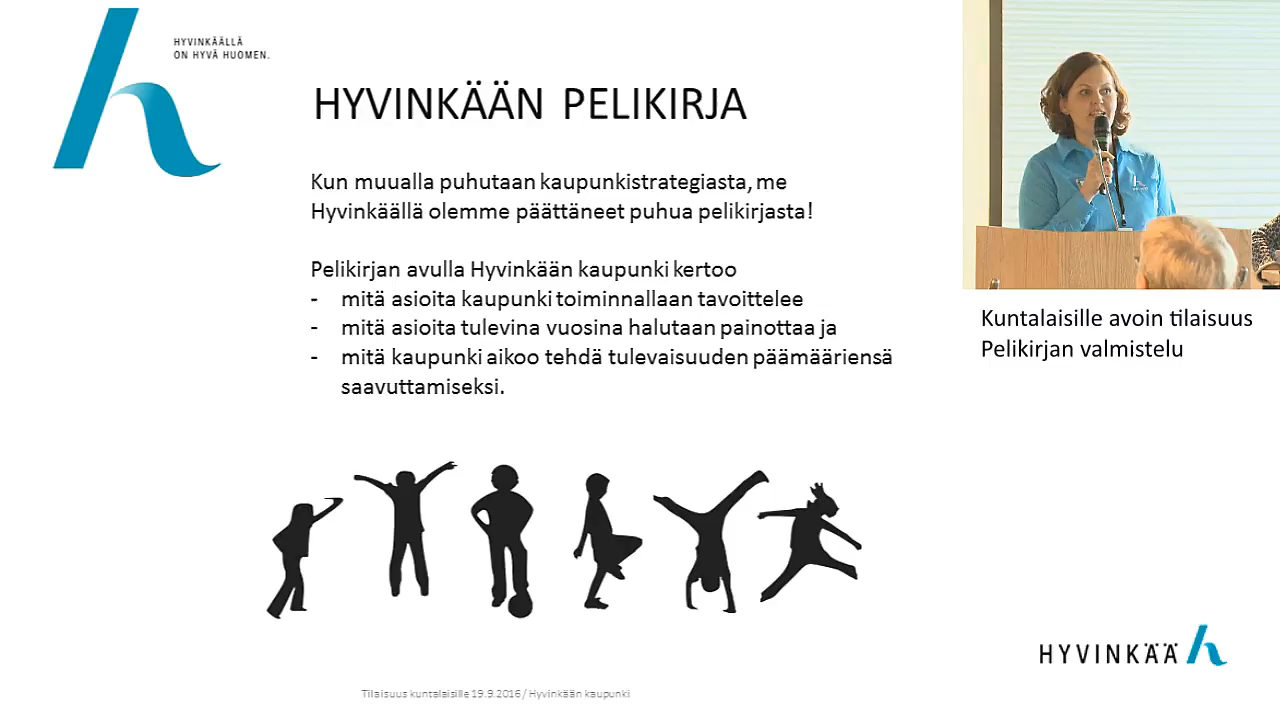 HYVINKÄÄLLÄ
ON HYVÄ HUOMEN.
HYVINKÄÄN PELIKIRJA
Kun muualla puhutaan kaupunkistrategiasta, me
Hyvinkäällä olemme päättäneet puhua pelikirjasta!
Pelikirjan avulla Hyvinkään kaupunki kertoo
- mitä asioita kaupunki toiminnallaan tavoittelee
- mitä asioita tulevina vuosina halutaan painottaa ja
- mitä kaupunki aikoo tehdä tulevaisuuden päämääriensä
saavuttamiseksi.
Kuntalaisille avoin tilaisuus
Pelikirjan valmistelu
HYVINKÄÄ
Tilaisuus kuntalaisille 19.9.2016 / Hyvinkään kaupunki